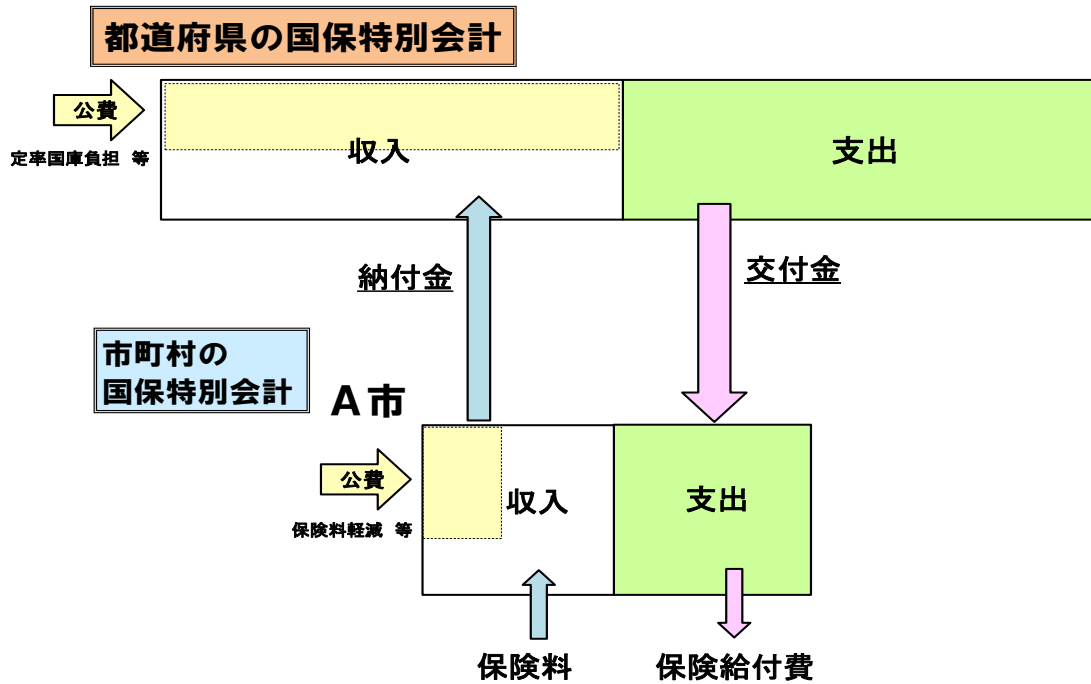 都道府県の国保特別会計
公費
定率国庫負担 等
収入
支出
納付金
交付金
市町村の
国保特別会計
A市
公費
保険料軽減 等
収入
支出
保険料
保険給付費